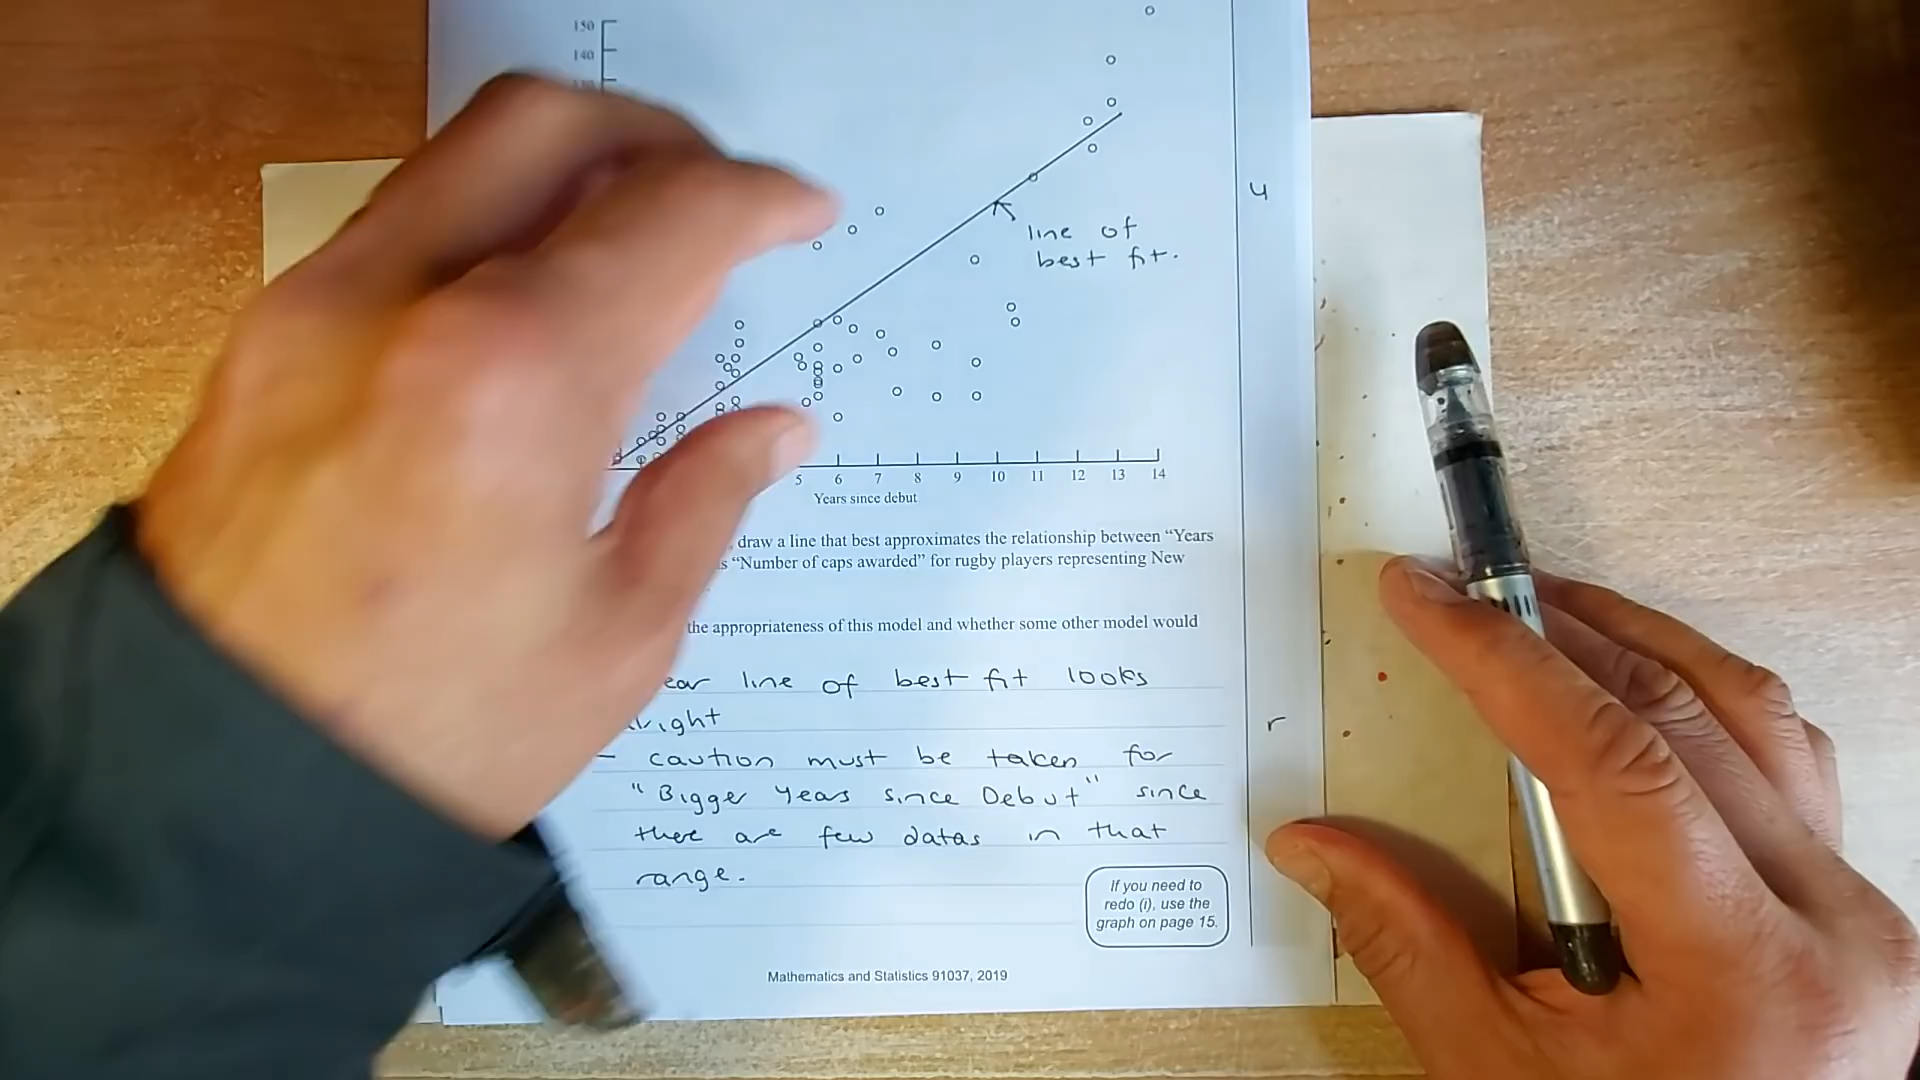 150
140
u
line of
best fit.
5 6 7 8 9 10 11 12 13 14
Years since debut
draw a line that best approximates the relationship between “Years
“Number of caps awarded” for rugby players representing New
the appropriateness of this model and whether some other model would
line of best fit looks
r
- caution must be taken for
"Bigger Years since Debut" since
there are few datas in that
range.
If you need to
redo (i), use the
graph on page 15.
Mathematics and Statistics 91037, 2019